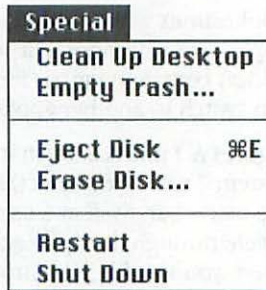 Special
Clean Up Desktop
Empty Trash...
Eject Disk ⌘E
Erase Disk...
Restart
Shut Down